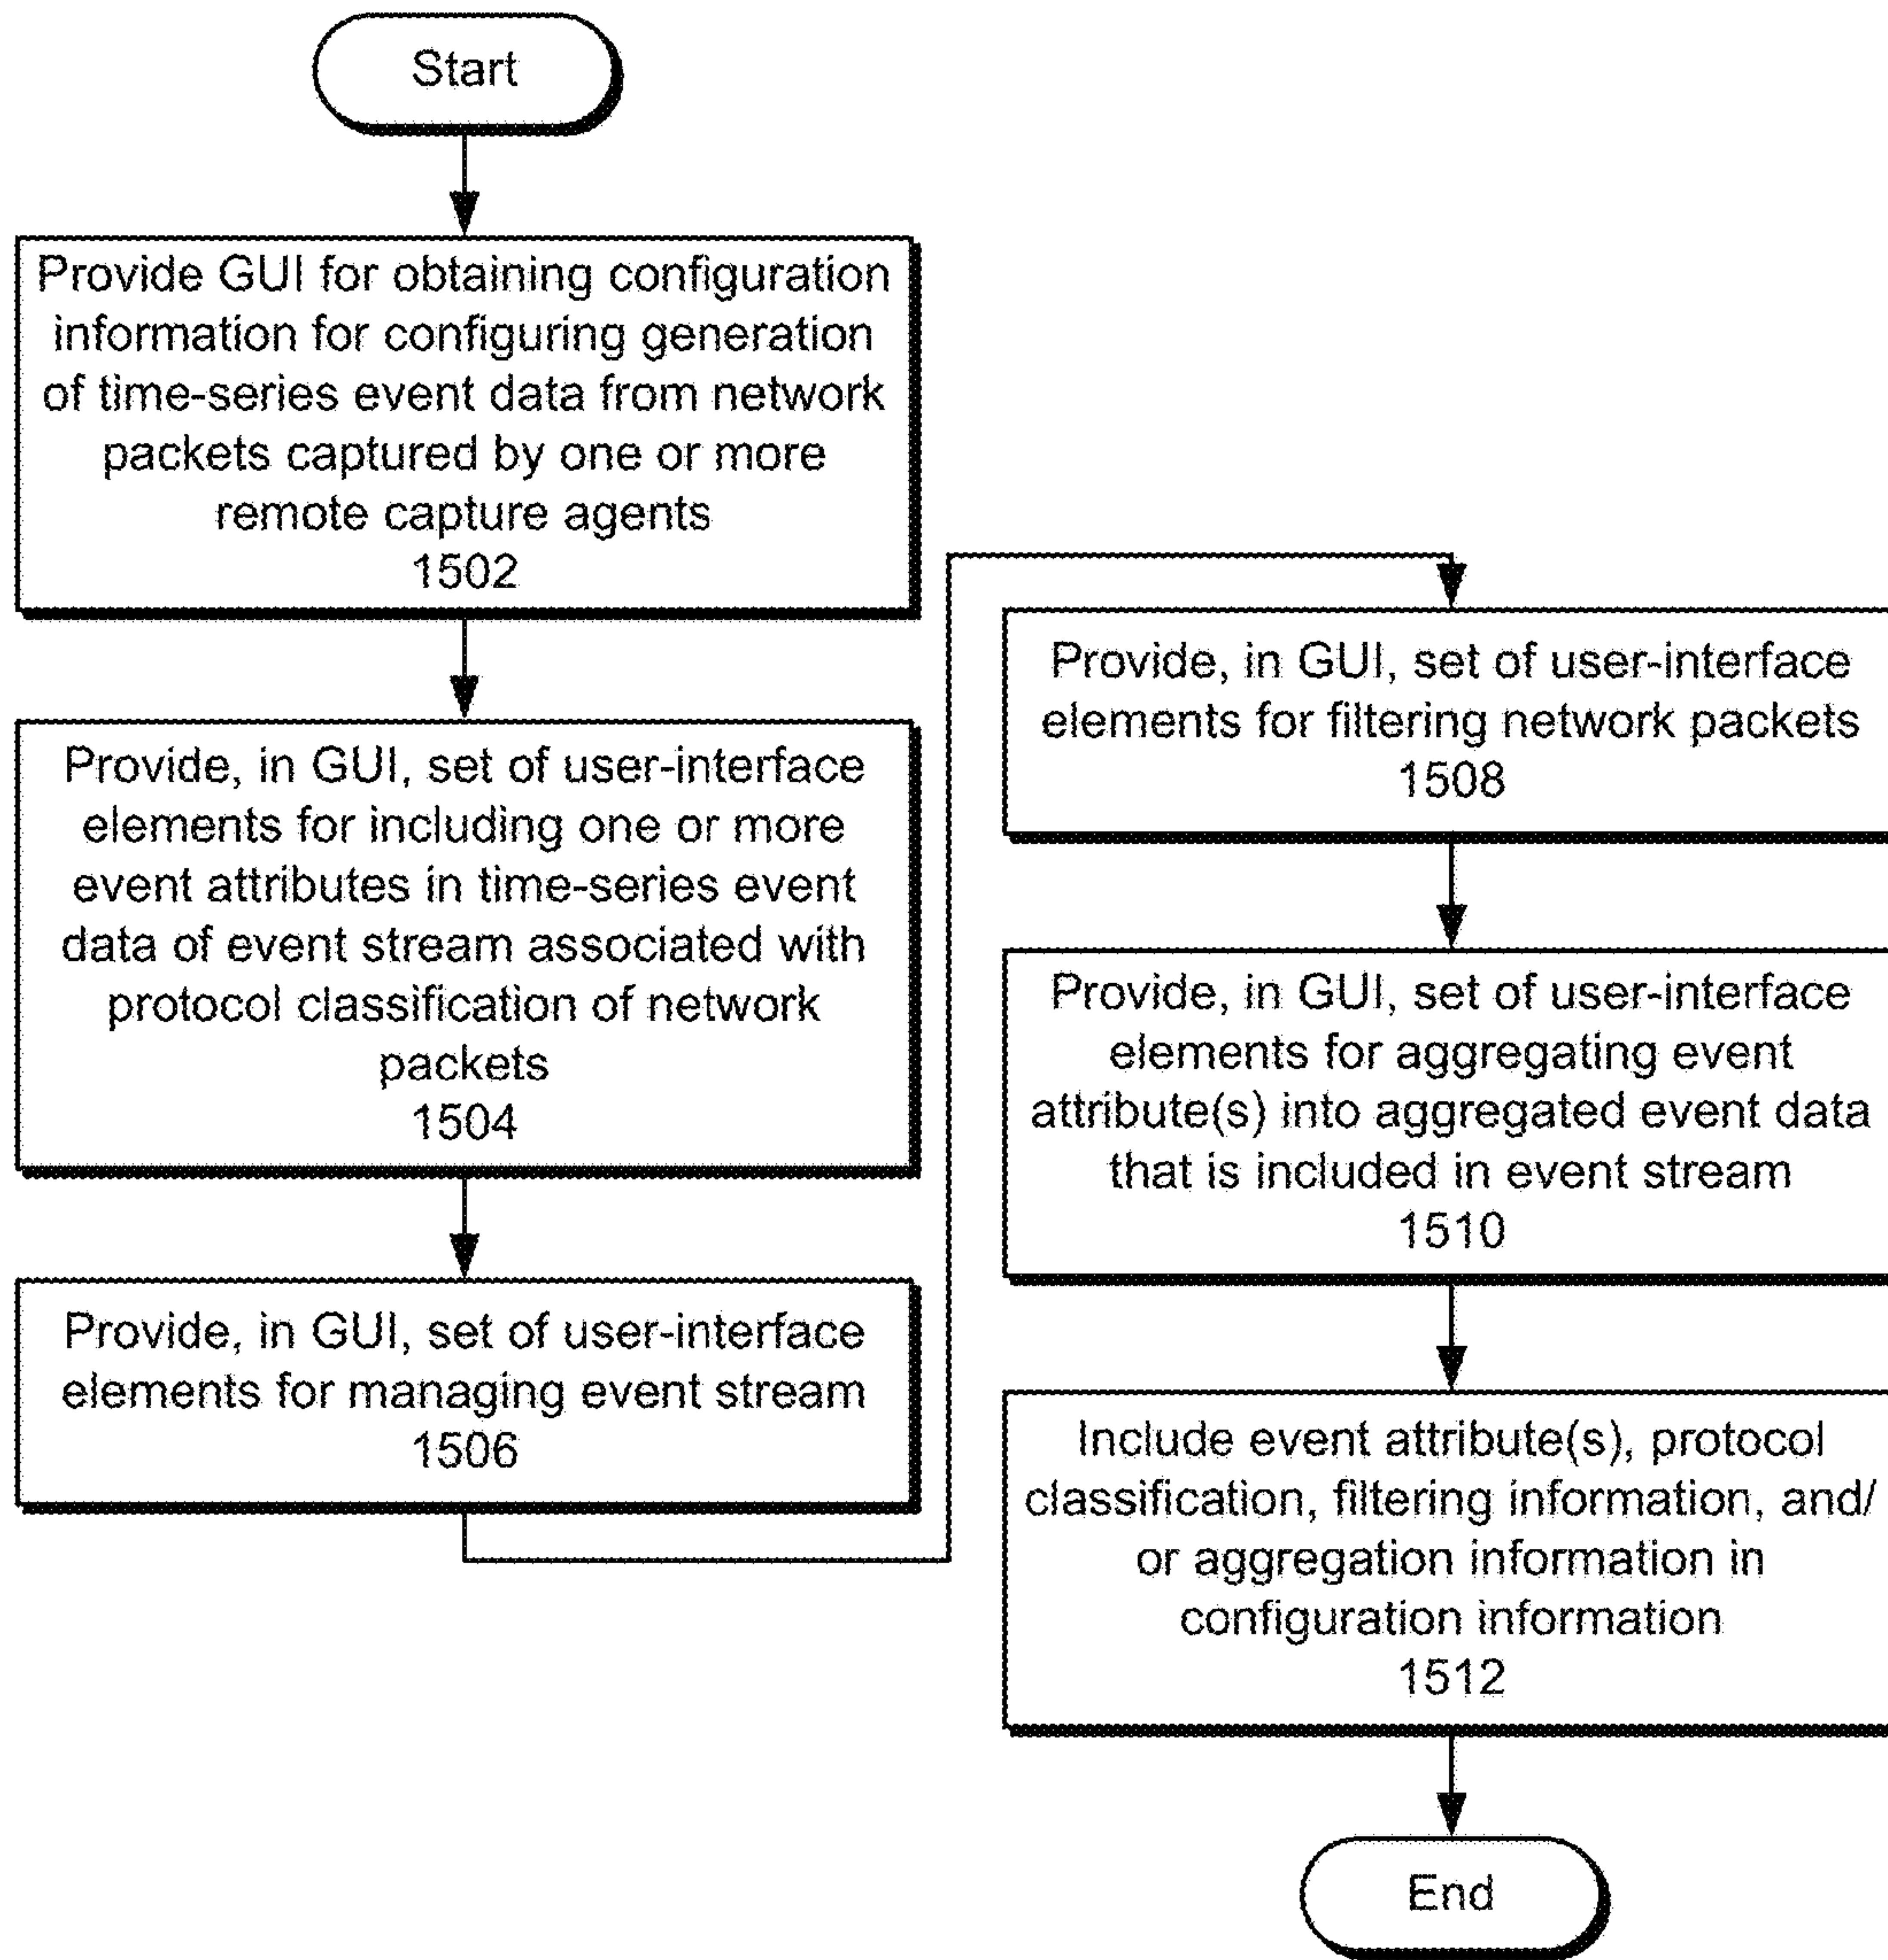 Start
Provide GUI for obtaining configuration
information for configuring generation
of time-series event data from network
packets captured by one or more
remote capture agents
1502
Provide, in GUI, set of user-interface
elements for including one or more
event attributes in time-series event
data of event stream associated with
protocol classification of network
packets
1504
Provide, in GUI, set of user-interface
elements for managing event stream
1506
Provide, in GUI, set of user-interface
elements for filtering network packets
1508
Provide, in GUI, set of user-interface
elements for aggregating event
attribute(s) into aggregated event data
that is included in event stream
1510
Include event attribute(s), protocol
classification, filtering information, and/
or aggregation information in
configuration information
1512
End